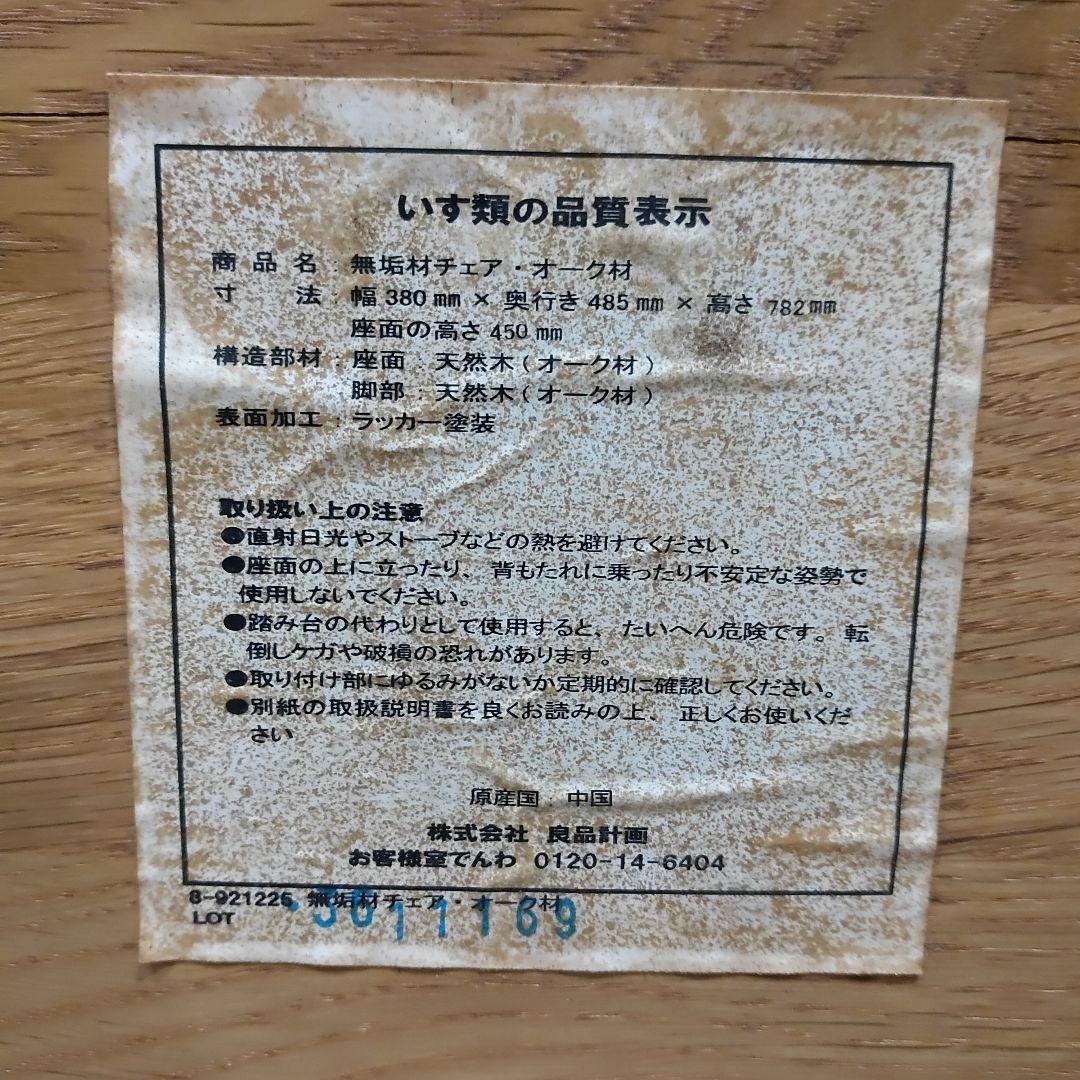 いす類の品質表示
商品名：無垢材チェア・オーク材
寸　法：幅380㎜×奥行き485㎜×高さ782㎜
座面の高さ450㎜
構造部材：座面：天然木(オーク材)
脚部：天然木(オーク材)
表面加工：ラッカー塗装
取り扱い上の注意
●直射日光やストーブなどの熱を避けてください。
●座面の上に立ったり、背もたれに乗ったり不安定な姿勢で
使用しないでください。
●踏み台の代わりとして使用すると、たいへん危険です。転
倒しケガや破損の恐れがあります。
●取り付け部にゆるみがないか定期的に確認してください。
●別紙の取扱説明書を良くお読みの上、正しくお使いくだ
さい
原産国：中国
株式会社 良品計画
お客様室でんわ 0120-14-6404
8-921225 無垢材チェア・オーク材
LOT